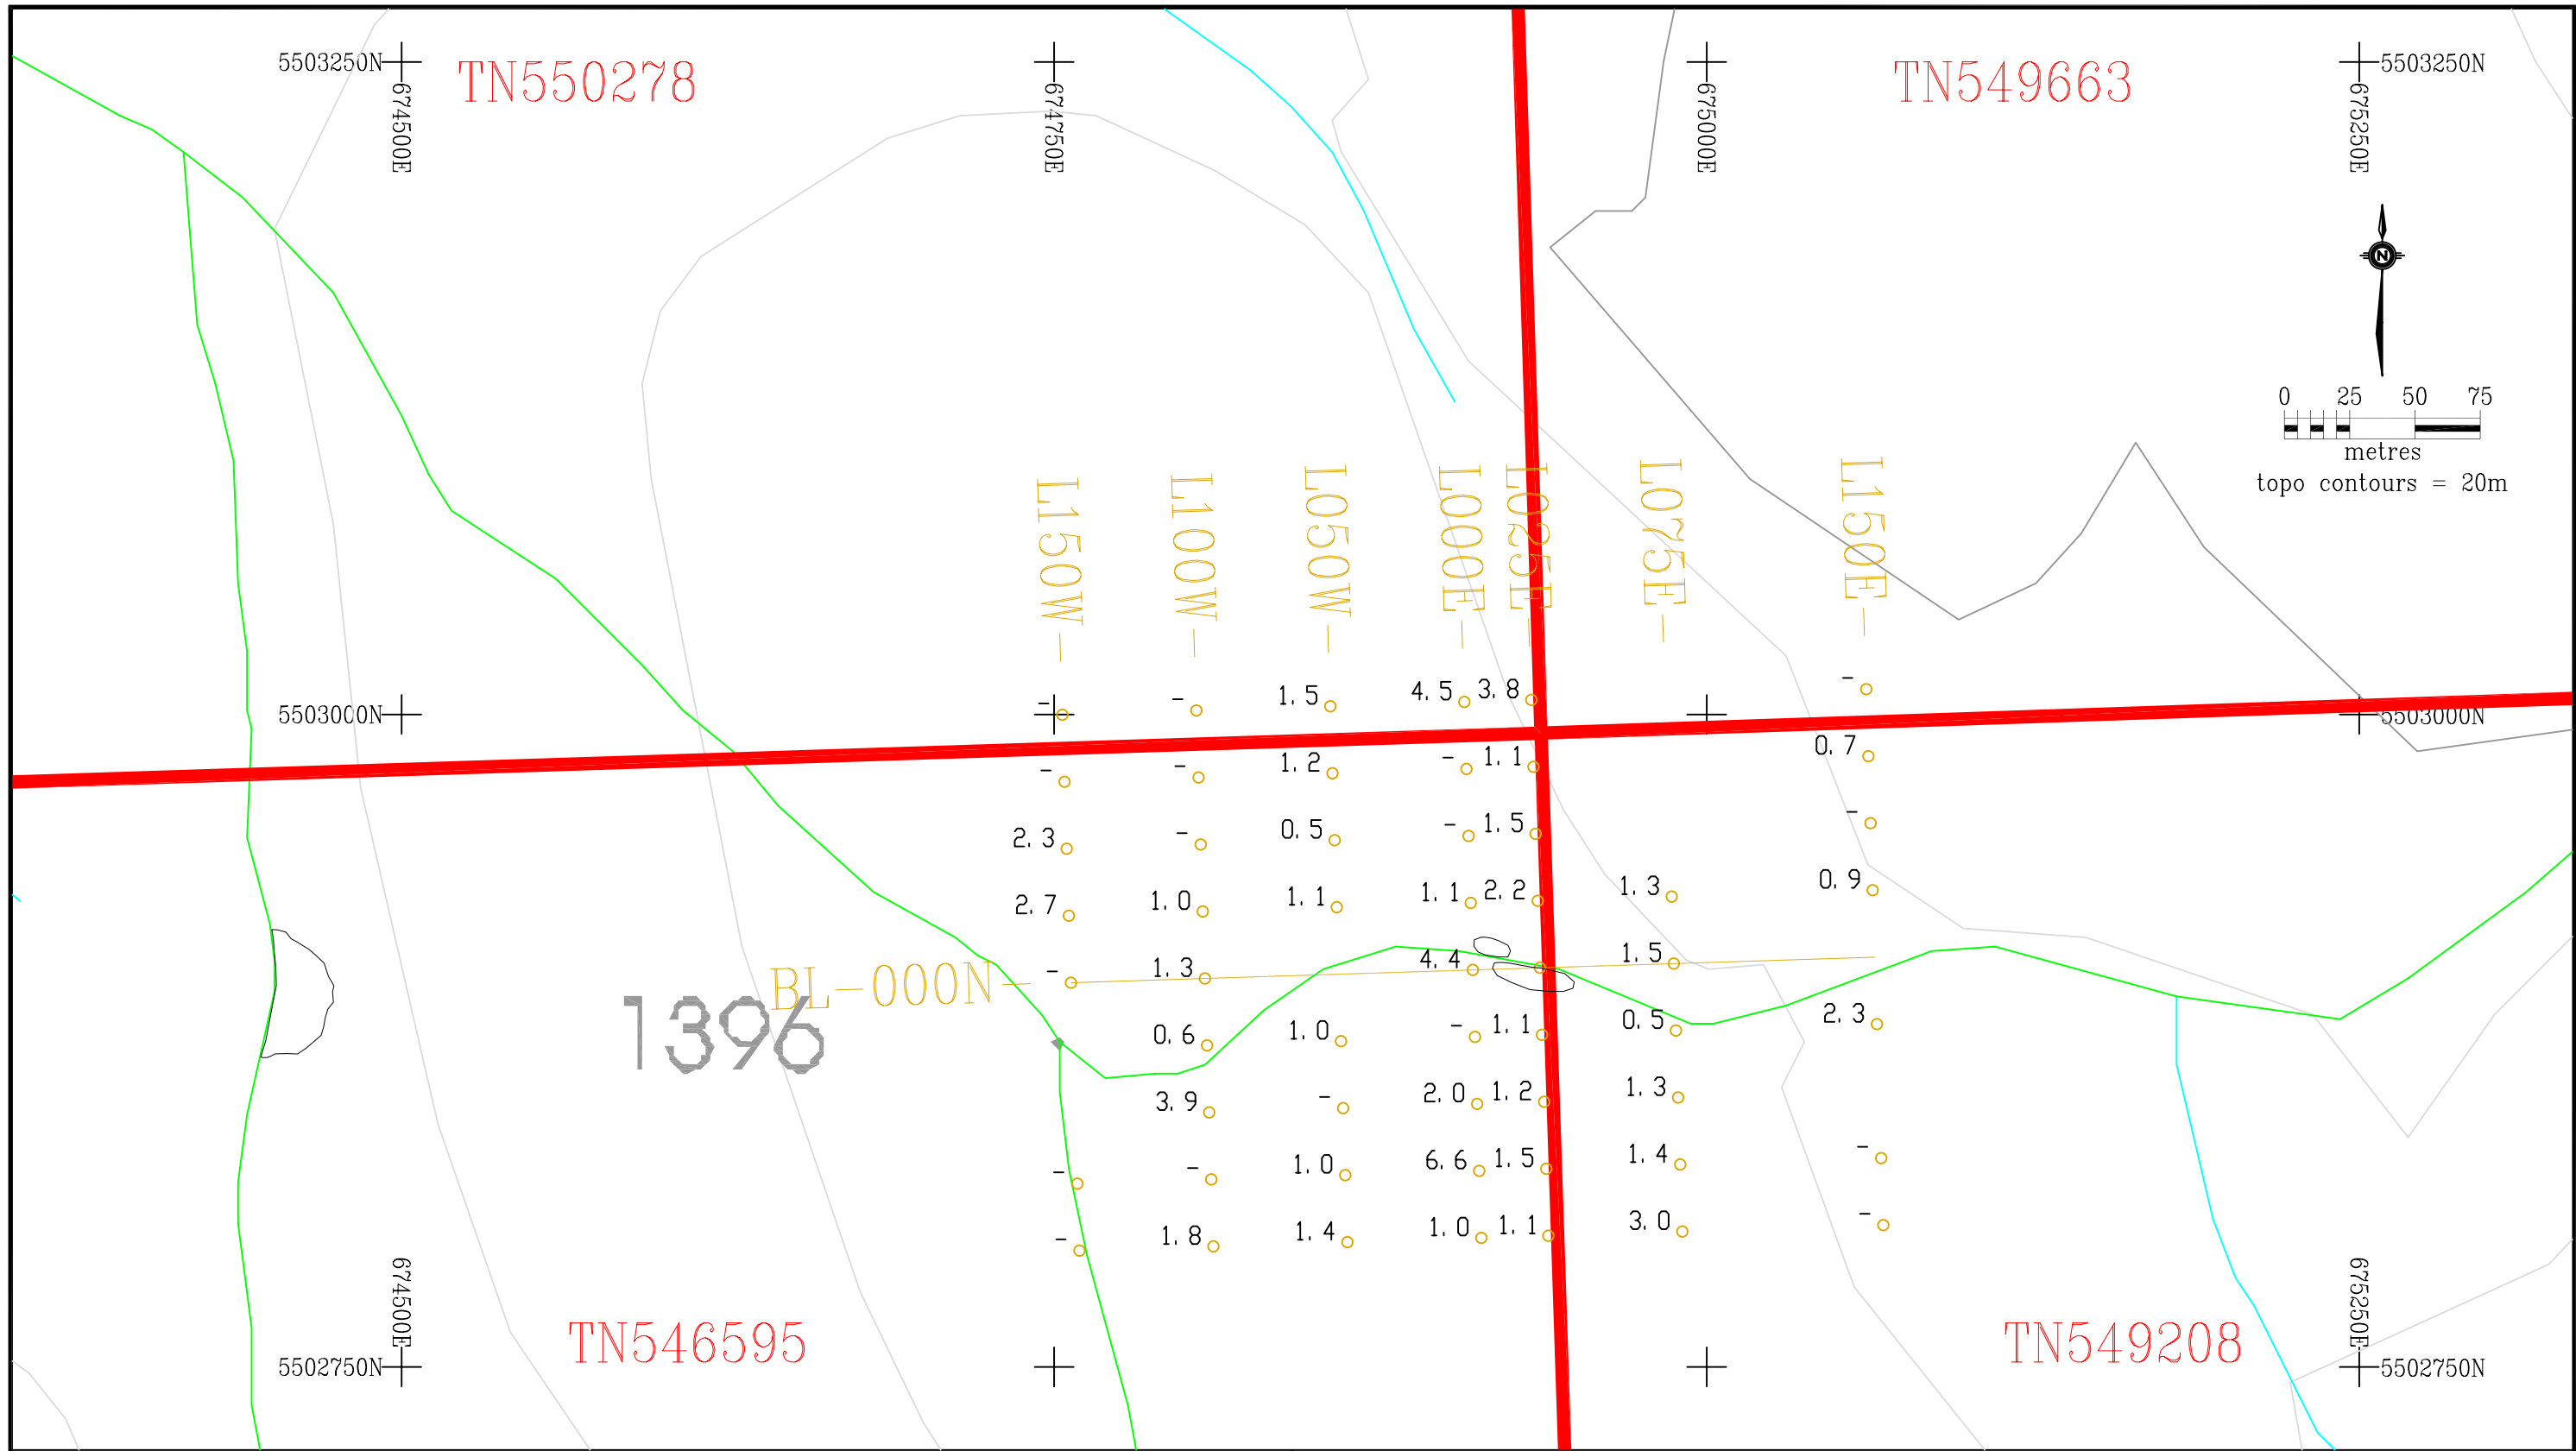 5503250N
TN550278
TN549663
5503250N
674500E
674750E
675000E
675250E
N
0 25 50 75
metres
topo contours = 20m
L150W-
L100W-
L050W-
L000E-
L025E-
L075E-
L150E-
- - 1.5 4.5 3.8 -
5503000N
5503000N
- - 1.2 - 1.1 0.7
2.3 - 0.5 - 1.5 -
2.7 1.0 1.1 1.1 2.2 1.3 0.9
BL-000N-
- 1.3 4.4 1.5
1396
0.6 1.0 - 1.1 0.5 2.3
3.9 - 2.0 1.2 1.3
- - 1.0 6.6 1.5 1.4 -
- 1.8 1.4 1.0 1.1 3.0 -
674500E
675250E
TN546595
TN549208
5502750N
5502750N